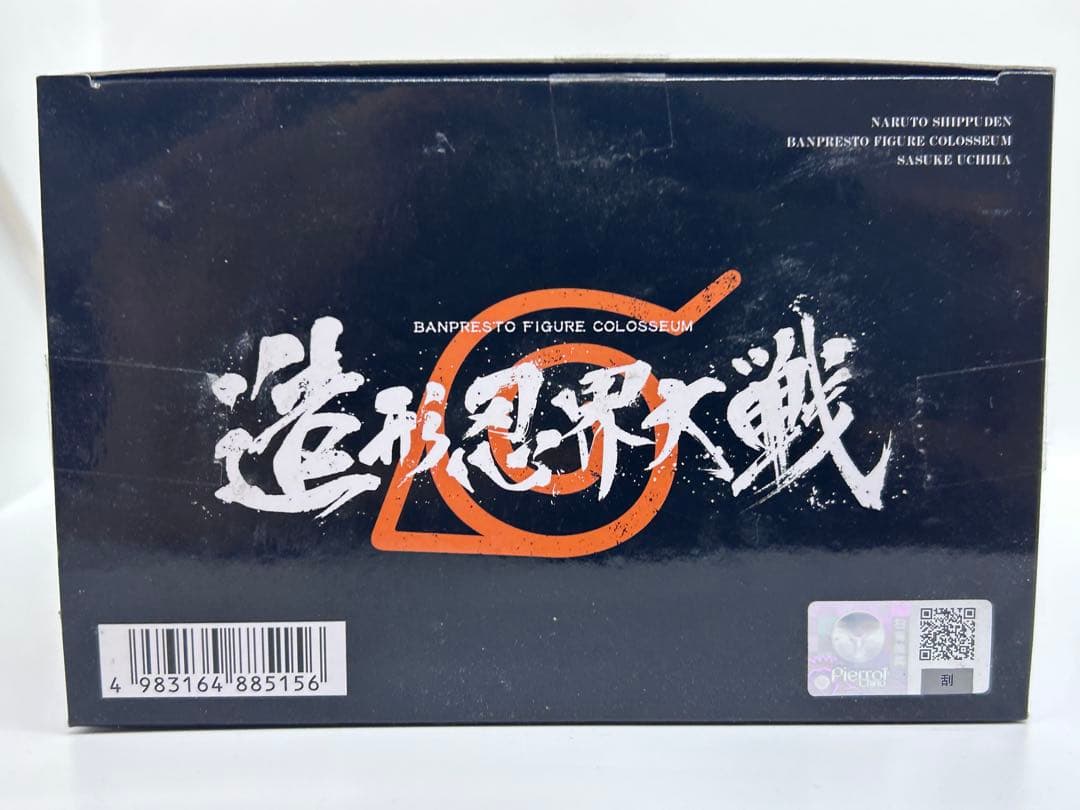 NARUTO SHIPPUDEN
BANPRESTO FIGURE COLOSSEUM
SASUKE UCHIHA
BANPRESTO FIGURE COLOSSEUM
造形忍界大戦
4 983164 885156
Pierrot
China
刮